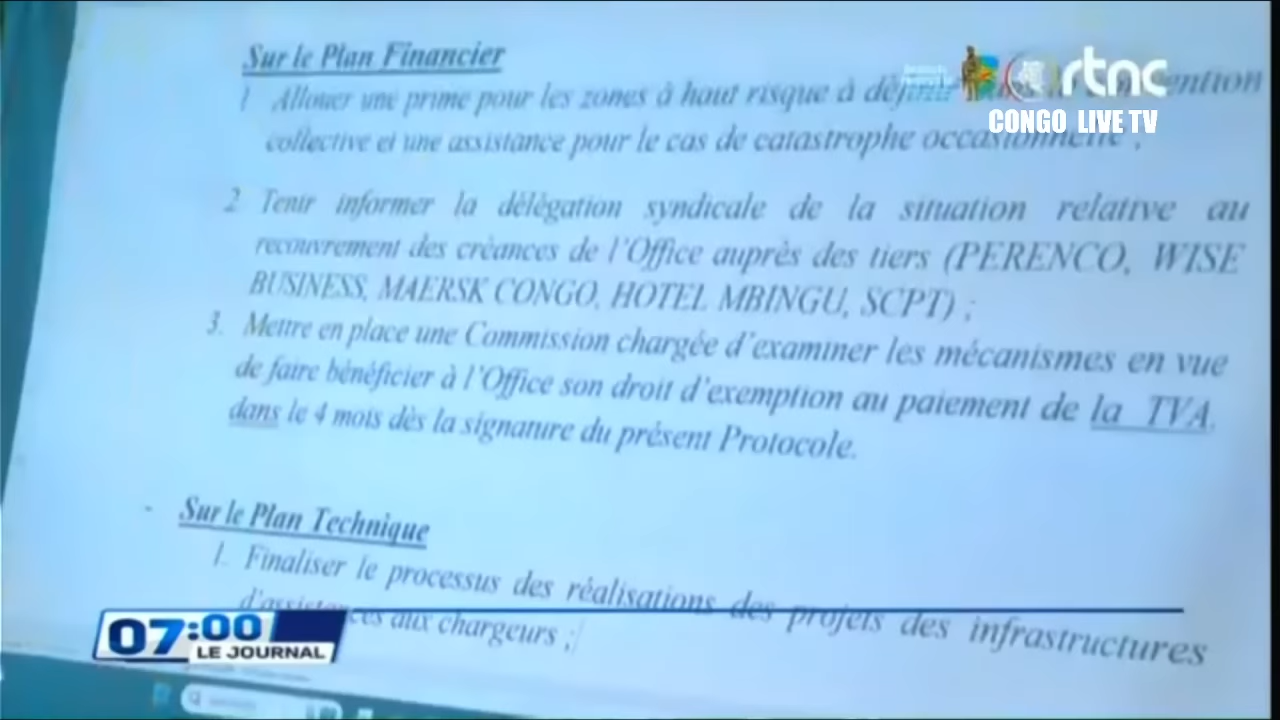 Sur le Plan Financier
rtnc
1 Allouer une prime pour les zones à haut risque à
CONGO LIVE TV
collective et une assistance pour le cas de catastrophe occasionnelle ;
2 Tenir informer la délégation syndicale de la situation relative au
recouvrement des créances de l'Office auprès des tiers (PERENCO, WISE
BUSINESS, MAERSK CONGO, HOTEL MBINGU, SCPT) ;
3. Mettre en place une Commission chargée d'examiner les mécanismes en vue
de faire bénéficier à l'Office son droit d'exemption au paiement de la TVA,
dans le 4 mois dès la signature du présent Protocole.
- Sur le Plan Technique
1. Finaliser le processus des réalisations des projets des infrastructures
d'assistances aux chargeurs ;
07:00
LE JOURNAL